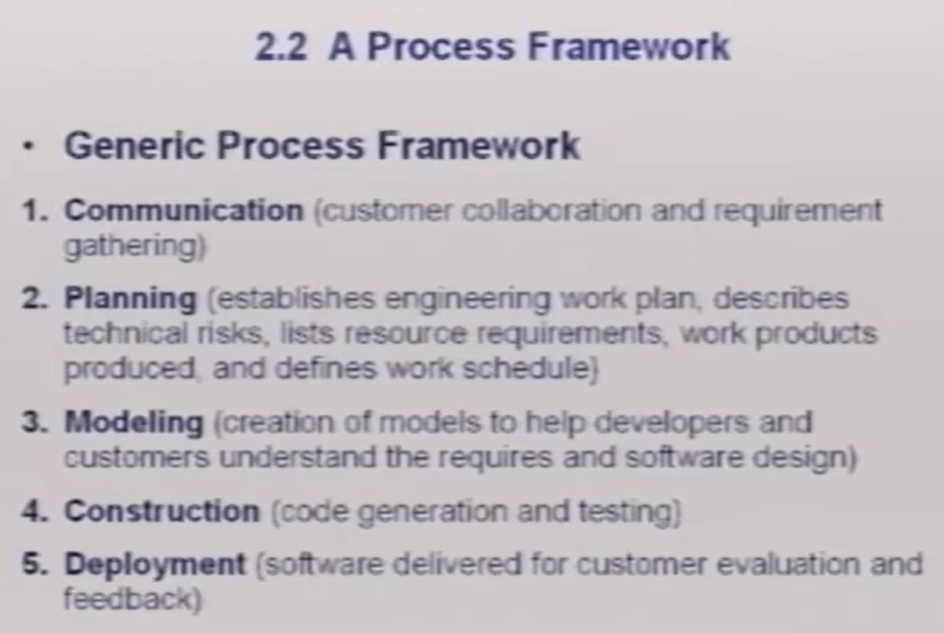 2.2 A Process Framework
• Generic Process Framework
1. Communication (customer collaboration and requirement
gathering)
2. Planning (establishes engineering work plan, describes
technical risks, lists resource requirements, work products
produced, and defines work schedule)
3. Modeling (creation of models to help developers and
customers understand the requires and software design)
4. Construction (code generation and testing)
5. Deployment (software delivered for customer evaluation and
feedback)